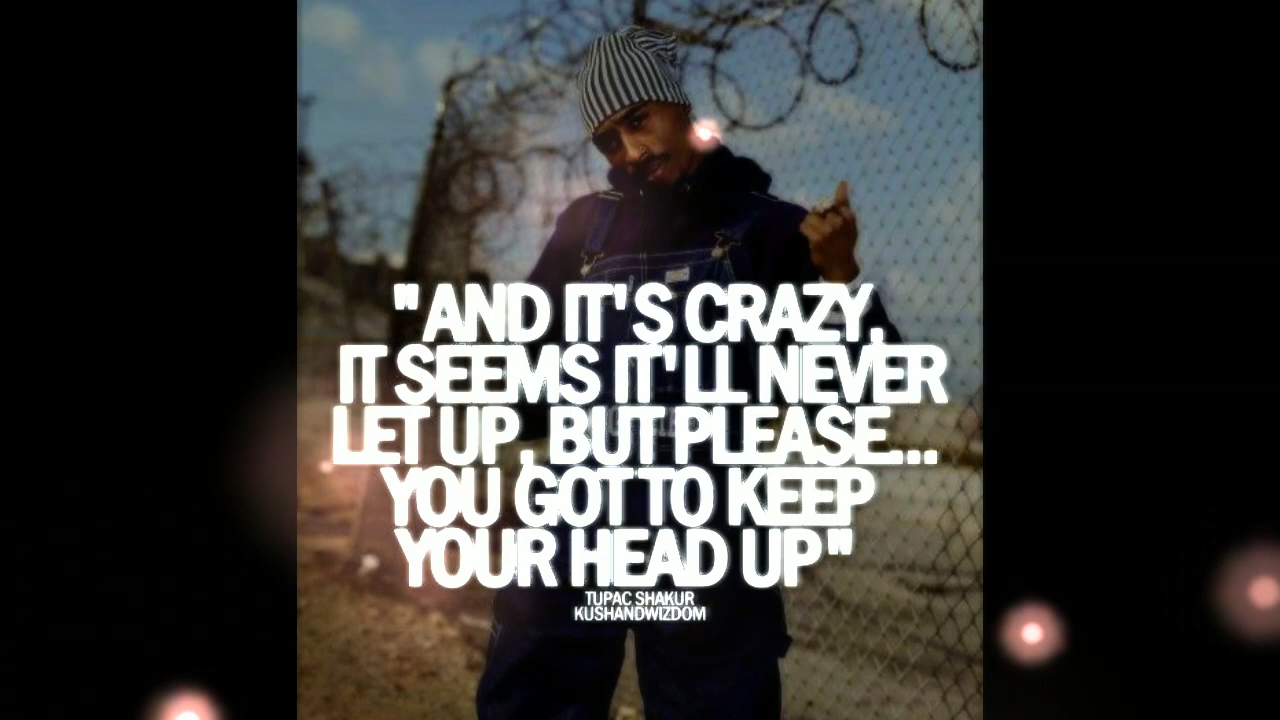 "AND IT'S CRAZY,
IT SEEMS IT'LL NEVER
LET UP, BUT PLEASE...
YOU GOT TO KEEP
YOUR HEAD UP"
TUPAC SHAKUR
KUSHANDWIZDOM